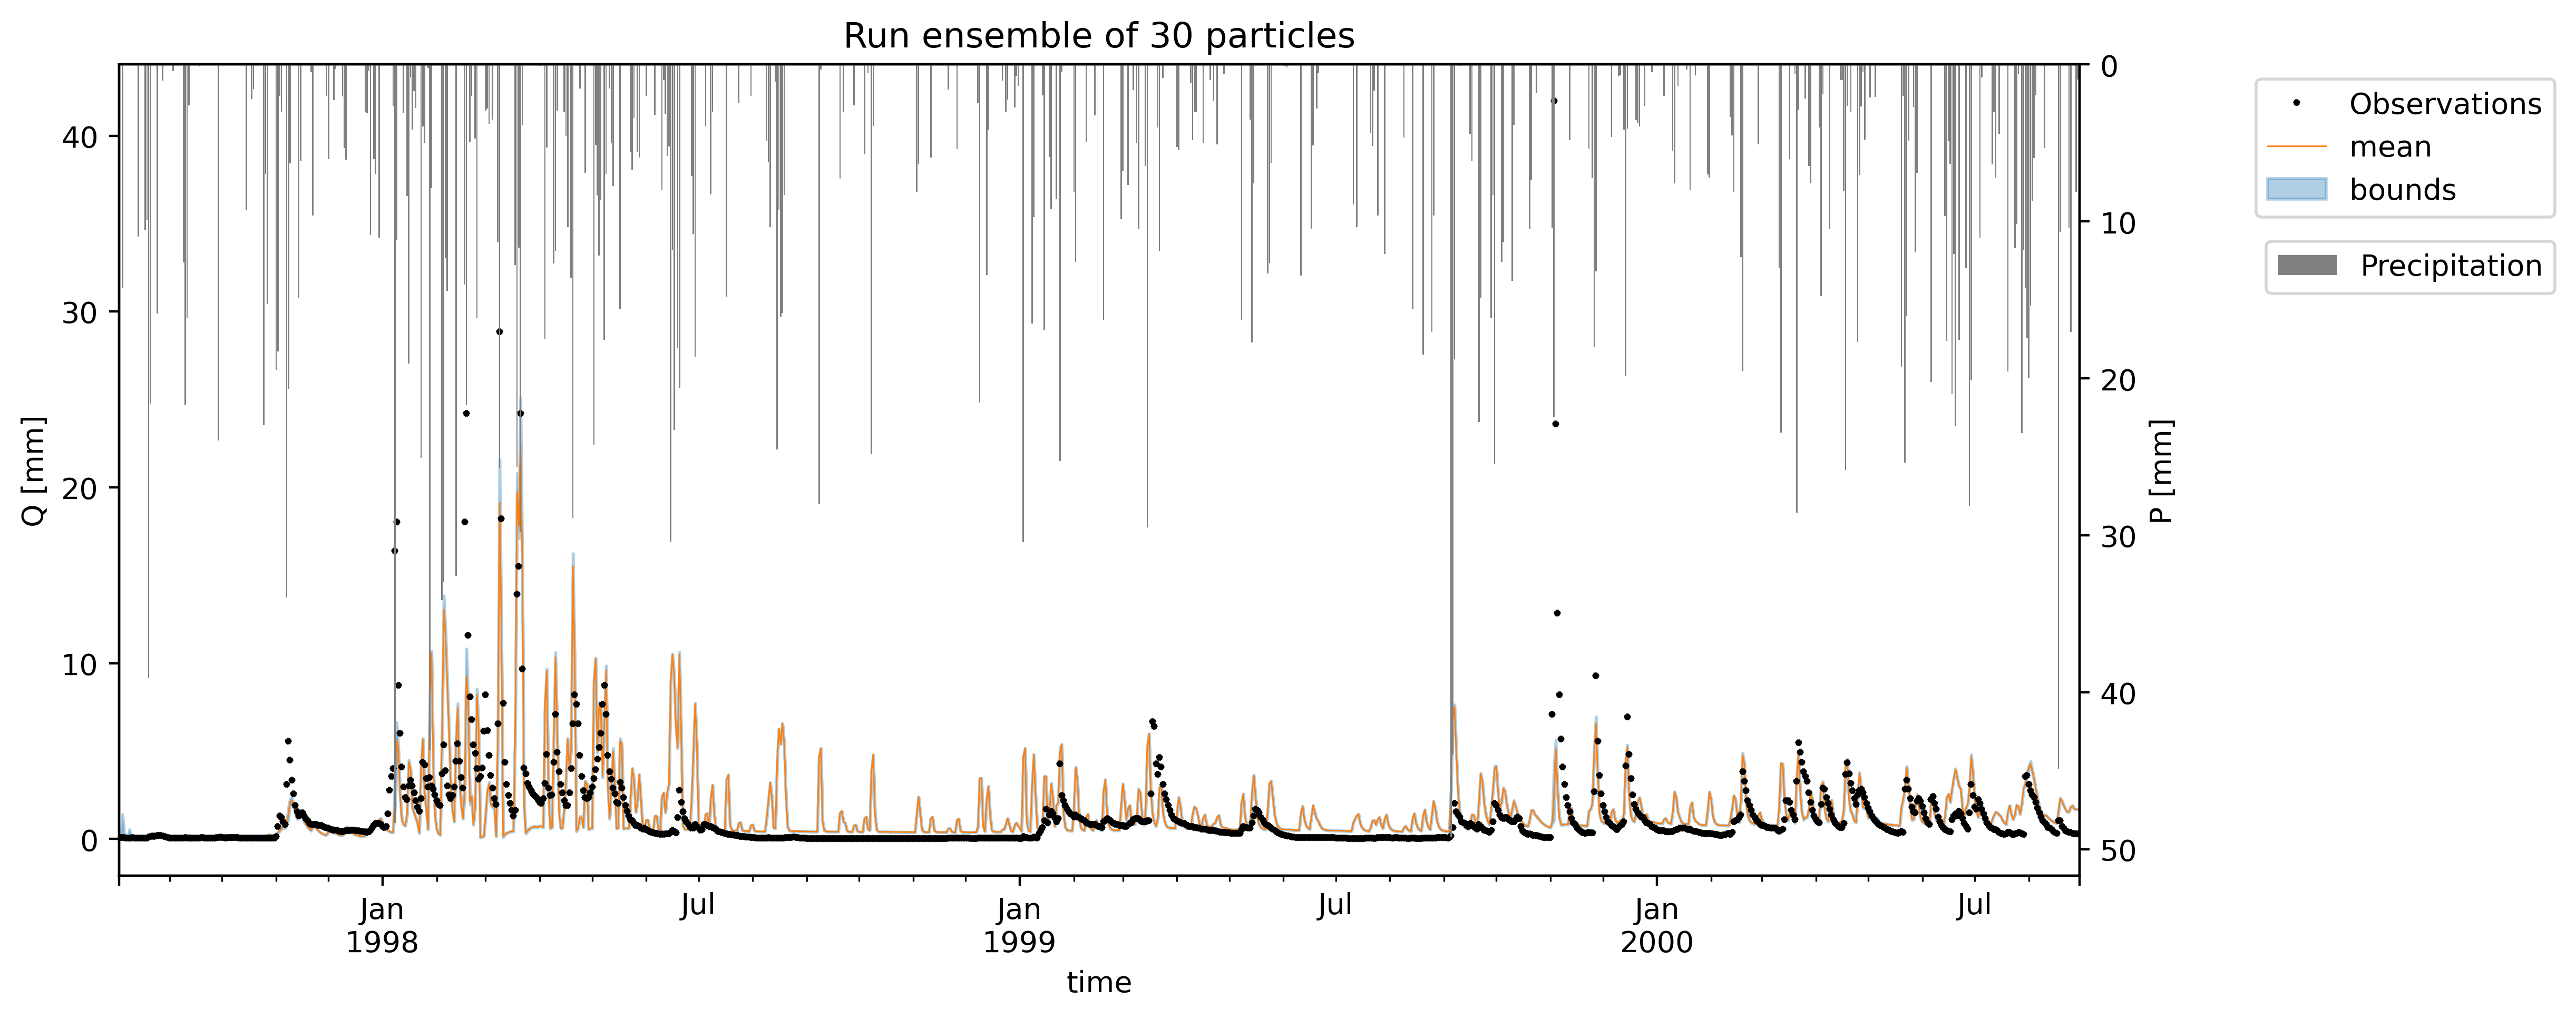 Run ensemble of 30 particles
Q [mm]
40
30
20
10
0
P [mm]
0
10
20
30
40
50
Jan
1998
Jul
Jan
1999
Jul
Jan
2000
Jul
time
Observations
mean
bounds
Precipitation